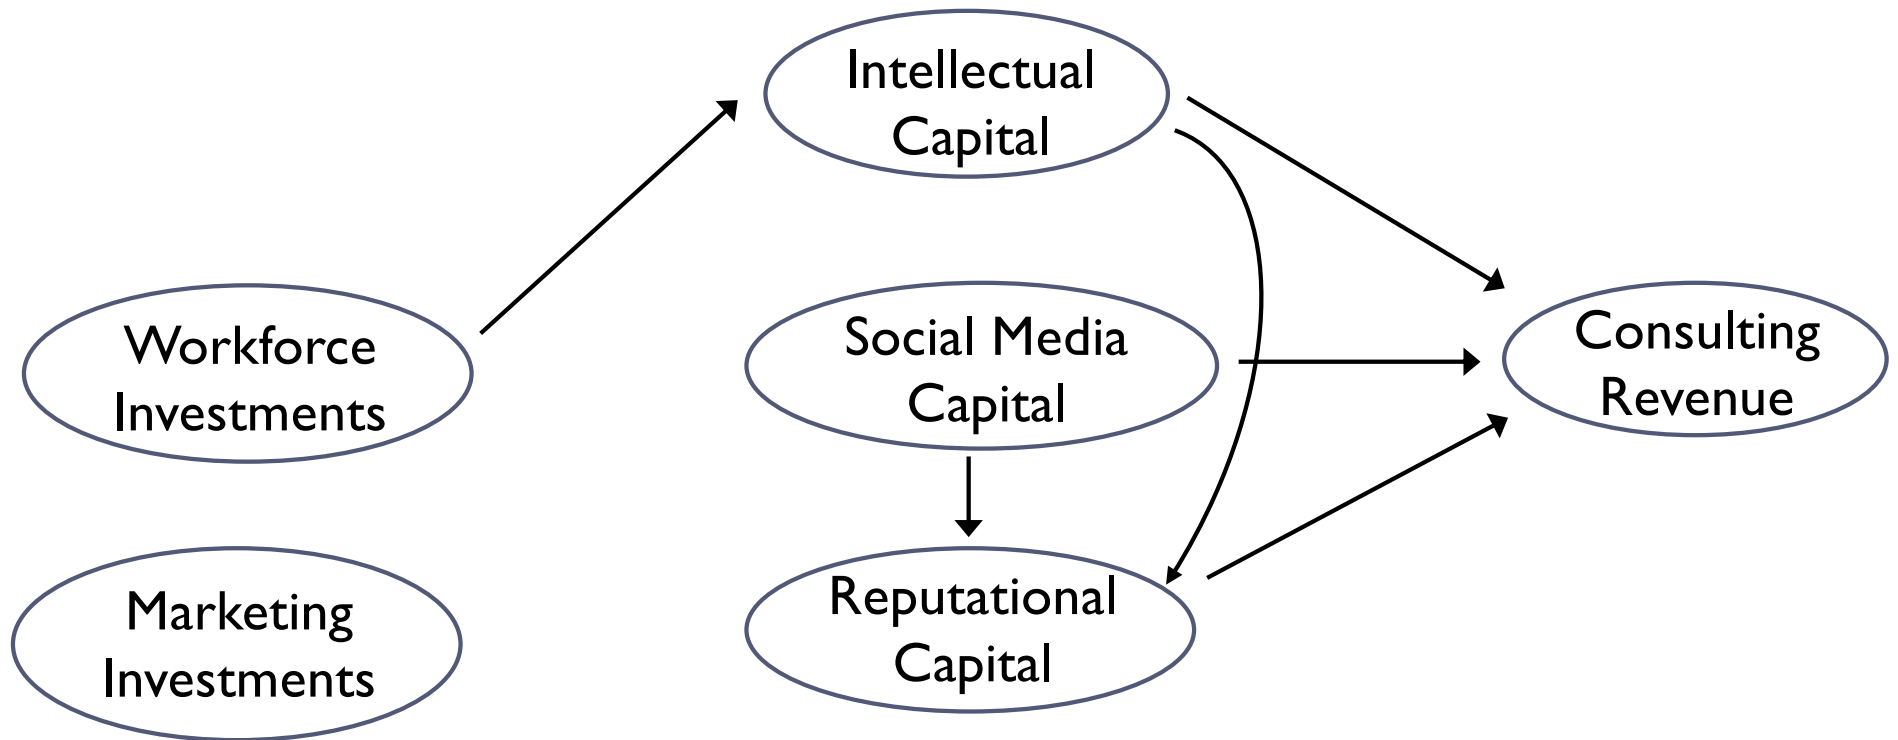 Intellectual
Capital
Workforce
Investments
Social Media
Capital
Consulting
Revenue
Marketing
Investments
Reputational
Capital